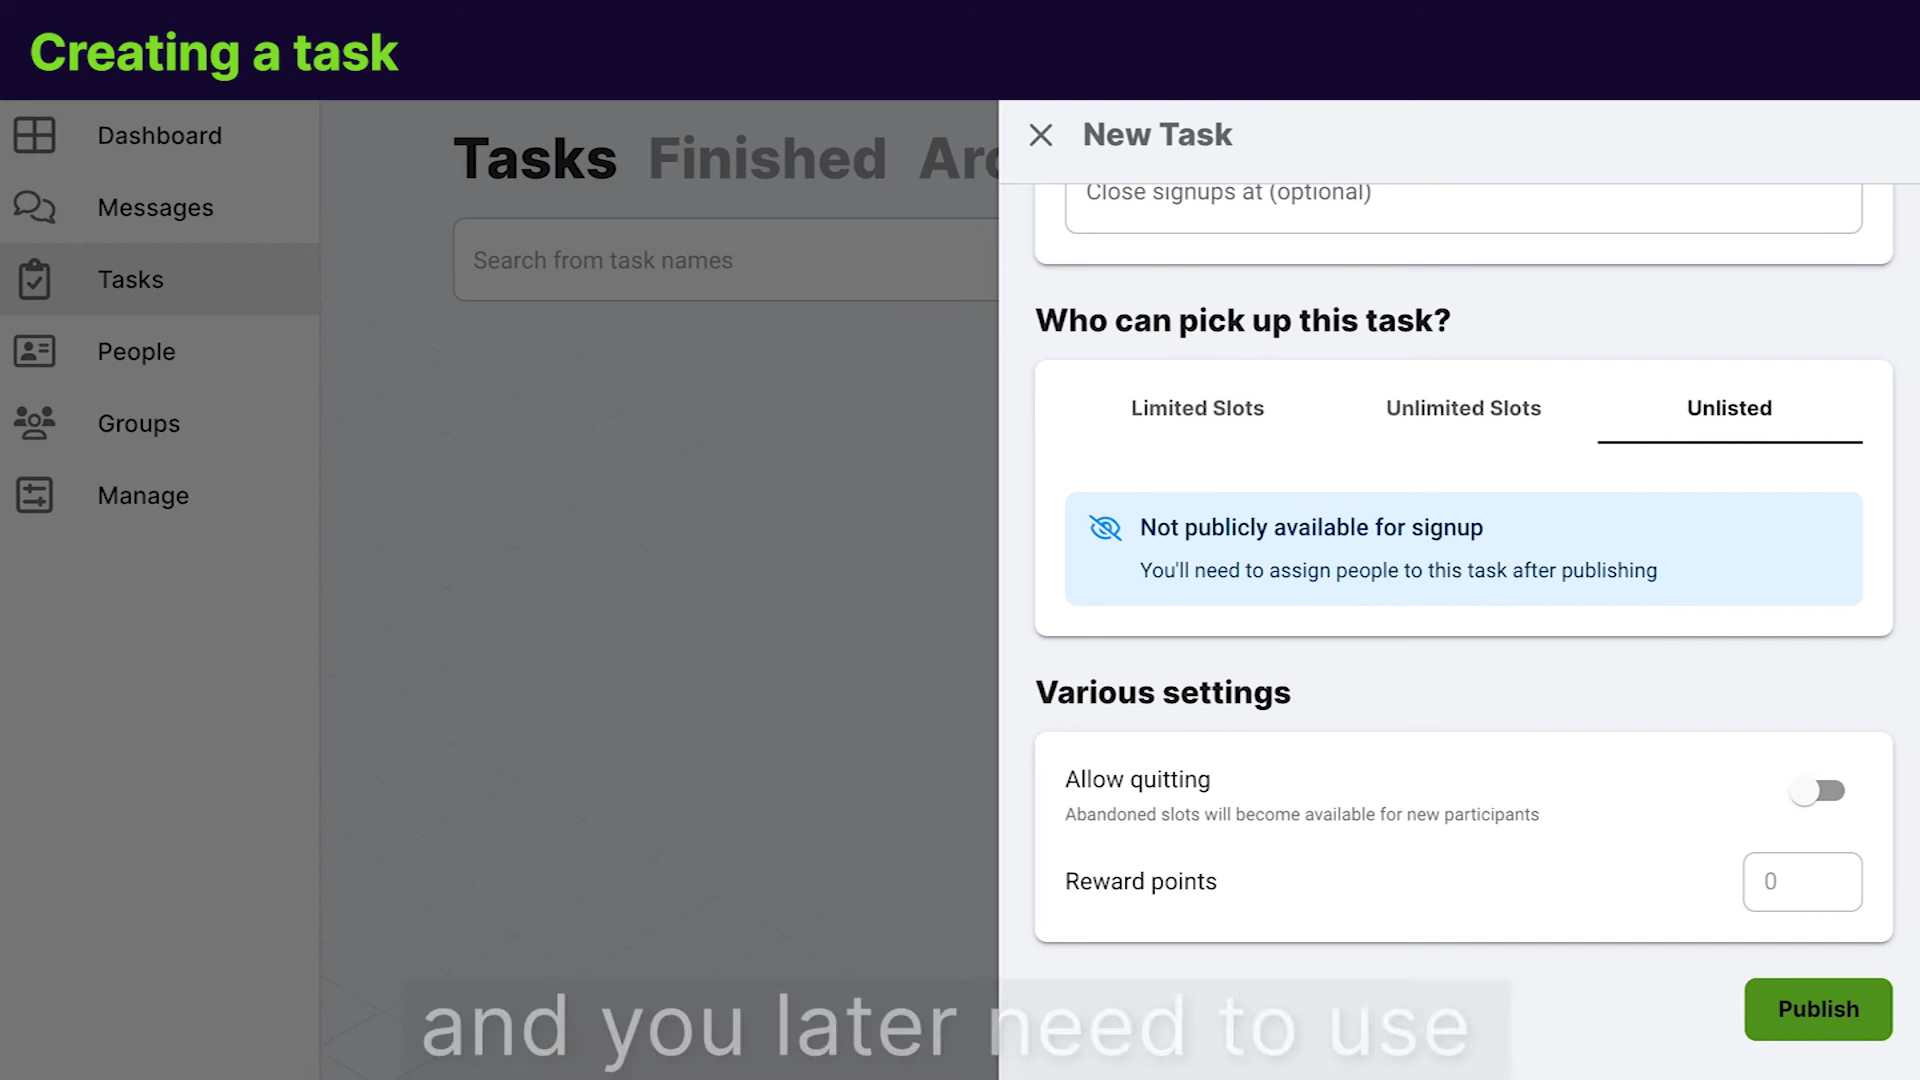 Creating a task
Dashboard
Messages
Tasks
People
Groups
Manage
Tasks Finished Arc
Search from task names
New Task
Close signups at (optional)
Who can pick up this task?
Limited Slots Unlimited Slots Unlisted
Not publicly available for signup
You'll need to assign people to this task after publishing
Various settings
Allow quitting
Abandoned slots will become available for new participants
Reward points 0
Publish
and you later need to use